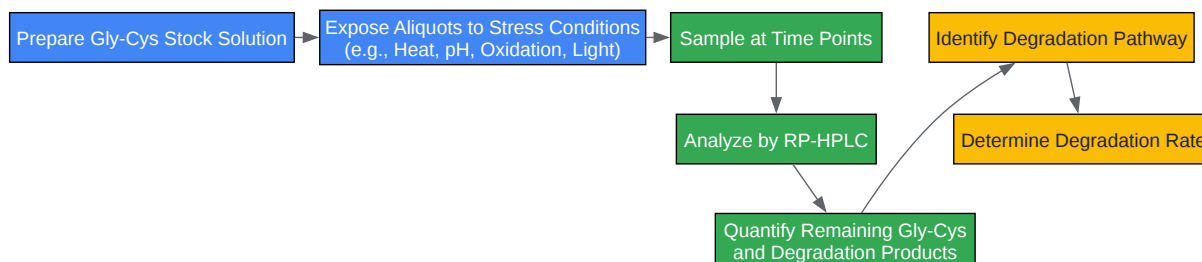 Prepare Gly-Cys Stock Solution
Expose Aliquots to Stress Conditions
(e.g., Heat, pH, Oxidation, Light)
Sample at Time Points
Analyze by RP-HPLC
Quantify Remaining Gly-Cys
and Degradation Products
Identify Degradation Pathway
Determine Degradation Rate